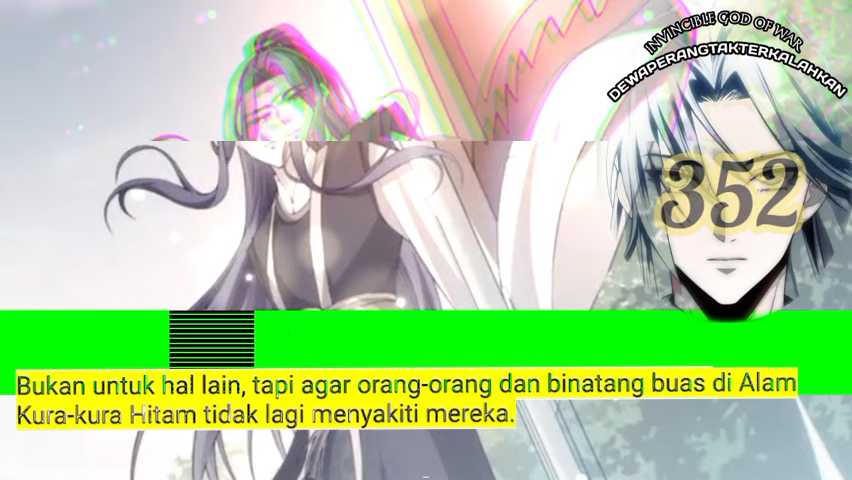 INVINCIBLE GOD OF WAR
DEWAPERANGTAKTERKALAHKAN
352
Bukan untuk hal lain, tapi agar orang-orang dan binatang buas di Alam
Kura-kura Hitam tidak lagi menyakiti mereka.